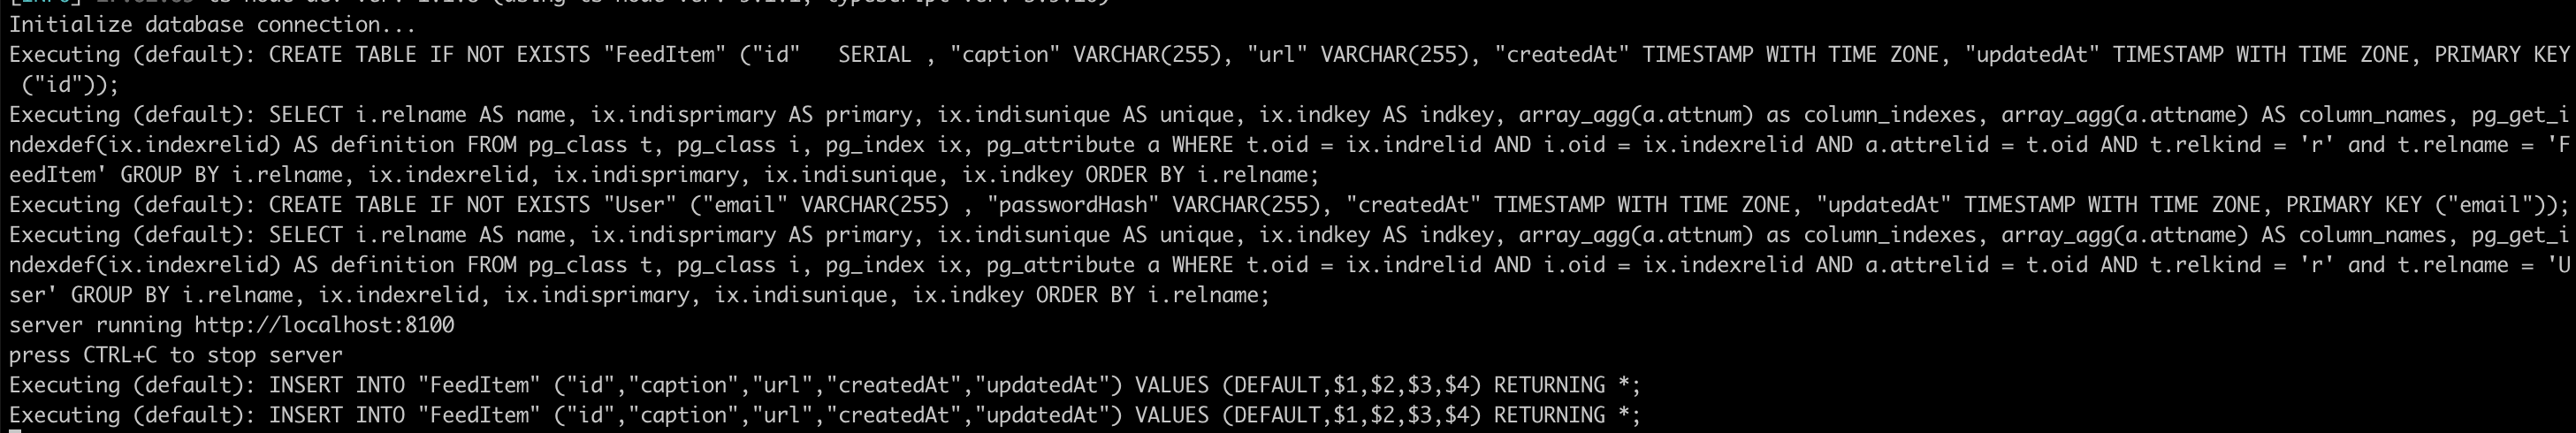 Initialize database connection...
Executing (default): CREATE TABLE IF NOT EXISTS "FeedItem" ("id"   SERIAL , "caption" VARCHAR(255), "url" VARCHAR(255), "createdAt" TIMESTAMP WITH TIME ZONE, "updatedAt" TIMESTAMP WITH TIME ZONE, PRIMARY KEY
 ("id"));
Executing (default): SELECT i.relname AS name, ix.indisprimary AS primary, ix.indisunique AS unique, ix.indkey AS indkey, array_agg(a.attnum) as column_indexes, array_agg(a.attname) AS column_names, pg_get_i
ndexdef(ix.indexrelid) AS definition FROM pg_class t, pg_class i, pg_index ix, pg_attribute a WHERE t.oid = ix.indrelid AND i.oid = ix.indexrelid AND a.attrelid = t.oid AND t.relkind = 'r' and t.relname = 'F
eedItem' GROUP BY i.relname, ix.indexrelid, ix.indisprimary, ix.indisunique, ix.indkey ORDER BY i.relname;
Executing (default): CREATE TABLE IF NOT EXISTS "User" ("email" VARCHAR(255) , "passwordHash" VARCHAR(255), "createdAt" TIMESTAMP WITH TIME ZONE, "updatedAt" TIMESTAMP WITH TIME ZONE, PRIMARY KEY ("email"));
Executing (default): SELECT i.relname AS name, ix.indisprimary AS primary, ix.indisunique AS unique, ix.indkey AS indkey, array_agg(a.attnum) as column_indexes, array_agg(a.attname) AS column_names, pg_get_i
ndexdef(ix.indexrelid) AS definition FROM pg_class t, pg_class i, pg_index ix, pg_attribute a WHERE t.oid = ix.indrelid AND i.oid = ix.indexrelid AND a.attrelid = t.oid AND t.relkind = 'r' and t.relname = 'U
ser' GROUP BY i.relname, ix.indexrelid, ix.indisprimary, ix.indisunique, ix.indkey ORDER BY i.relname;
server running http://localhost:8100
press CTRL+C to stop server
Executing (default): INSERT INTO "FeedItem" ("id","caption","url","createdAt","updatedAt") VALUES (DEFAULT,$1,$2,$3,$4) RETURNING *;
Executing (default): INSERT INTO "FeedItem" ("id","caption","url","createdAt","updatedAt") VALUES (DEFAULT,$1,$2,$3,$4) RETURNING *;